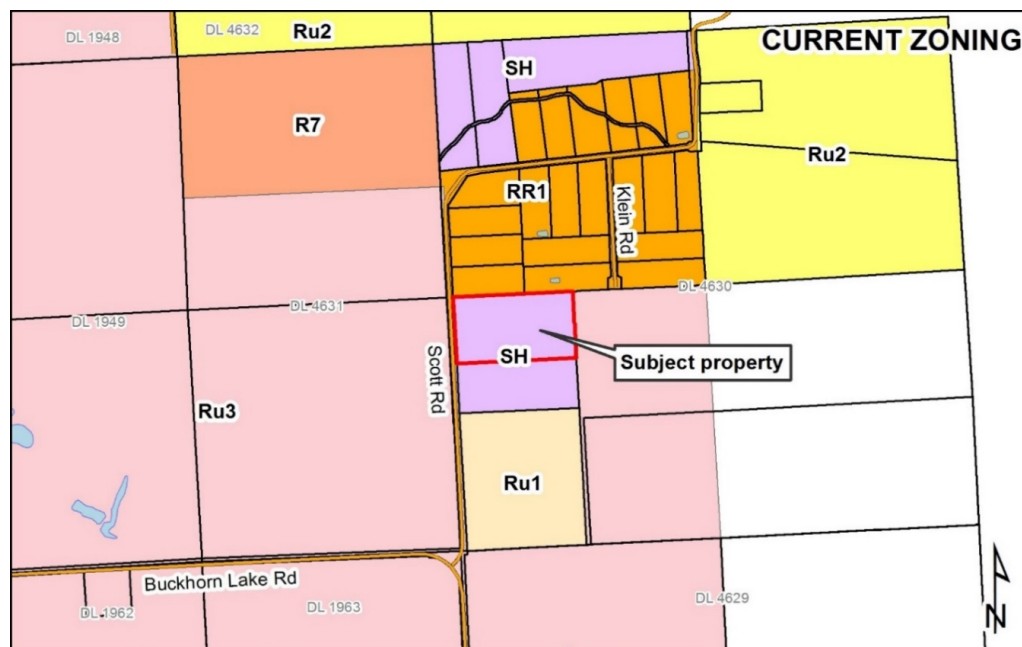 DL 1948
DL 4632
Ru2
CURRENT ZONING
SH
R7
Ru2
RR1
Klein Rd
DL 4630
DL 4631
DL 1949
Scott Rd
SH
Subject property
Ru3
Ru1
Buckhorn Lake Rd
DL 1962
DL 1963
DL 4629
N